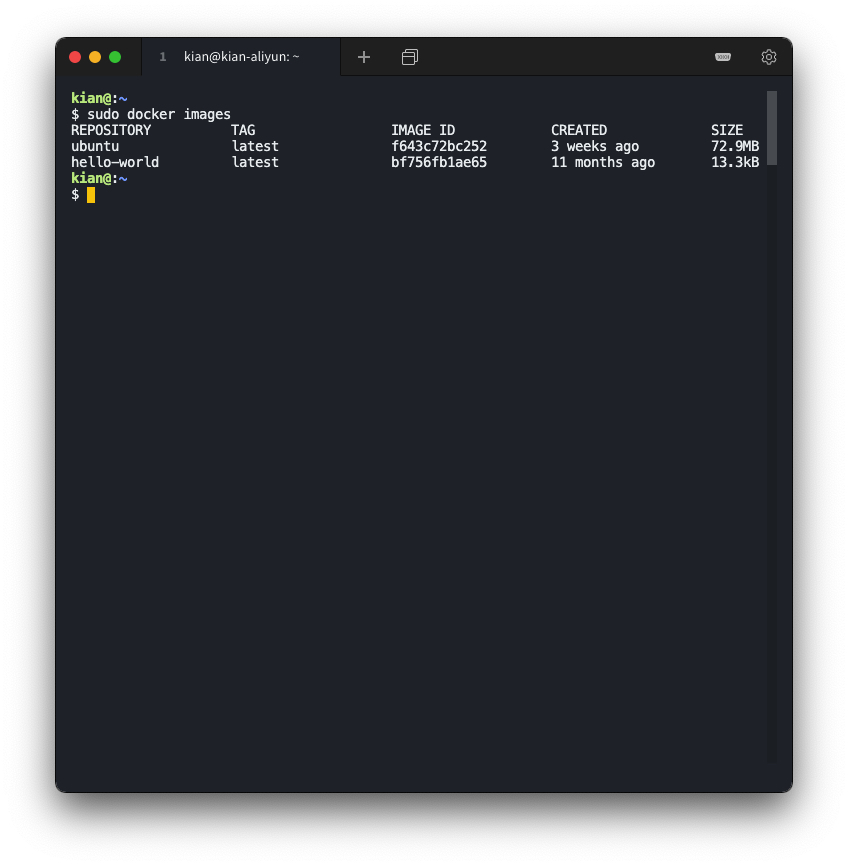 1 kian@kian-aliyun: ~
kian@:~
$ sudo docker images
REPOSITORY TAG IMAGE ID CREATED SIZE
ubuntu latest f643c72bc252 3 weeks ago 72.9MB
hello-world latest bf756fb1ae65 11 months ago 13.3kB
kian@:~
$